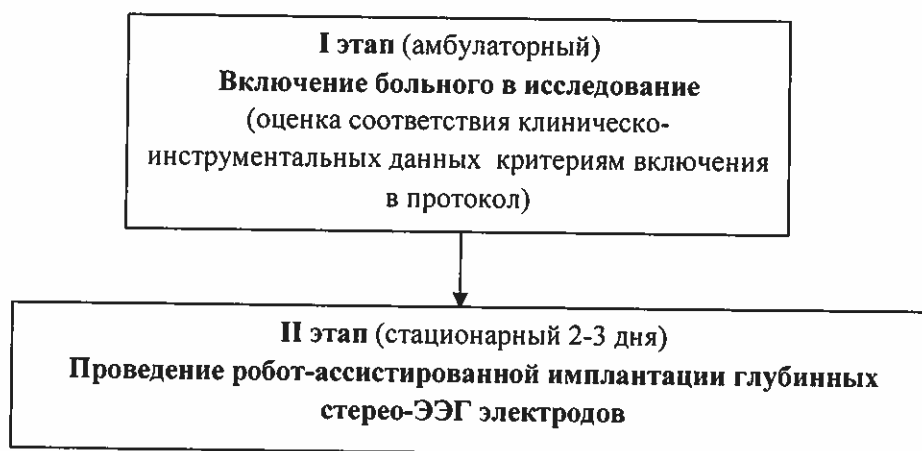 I этап (амбулаторный)
Включение больного в исследование
(оценка соответствия клиническо-
инструментальных данных критериям включения
в протокол)
II этап (стационарный 2-3 дня)
Проведение робот-ассистированной имплантации глубинных
стерео-ЭЭГ электродов